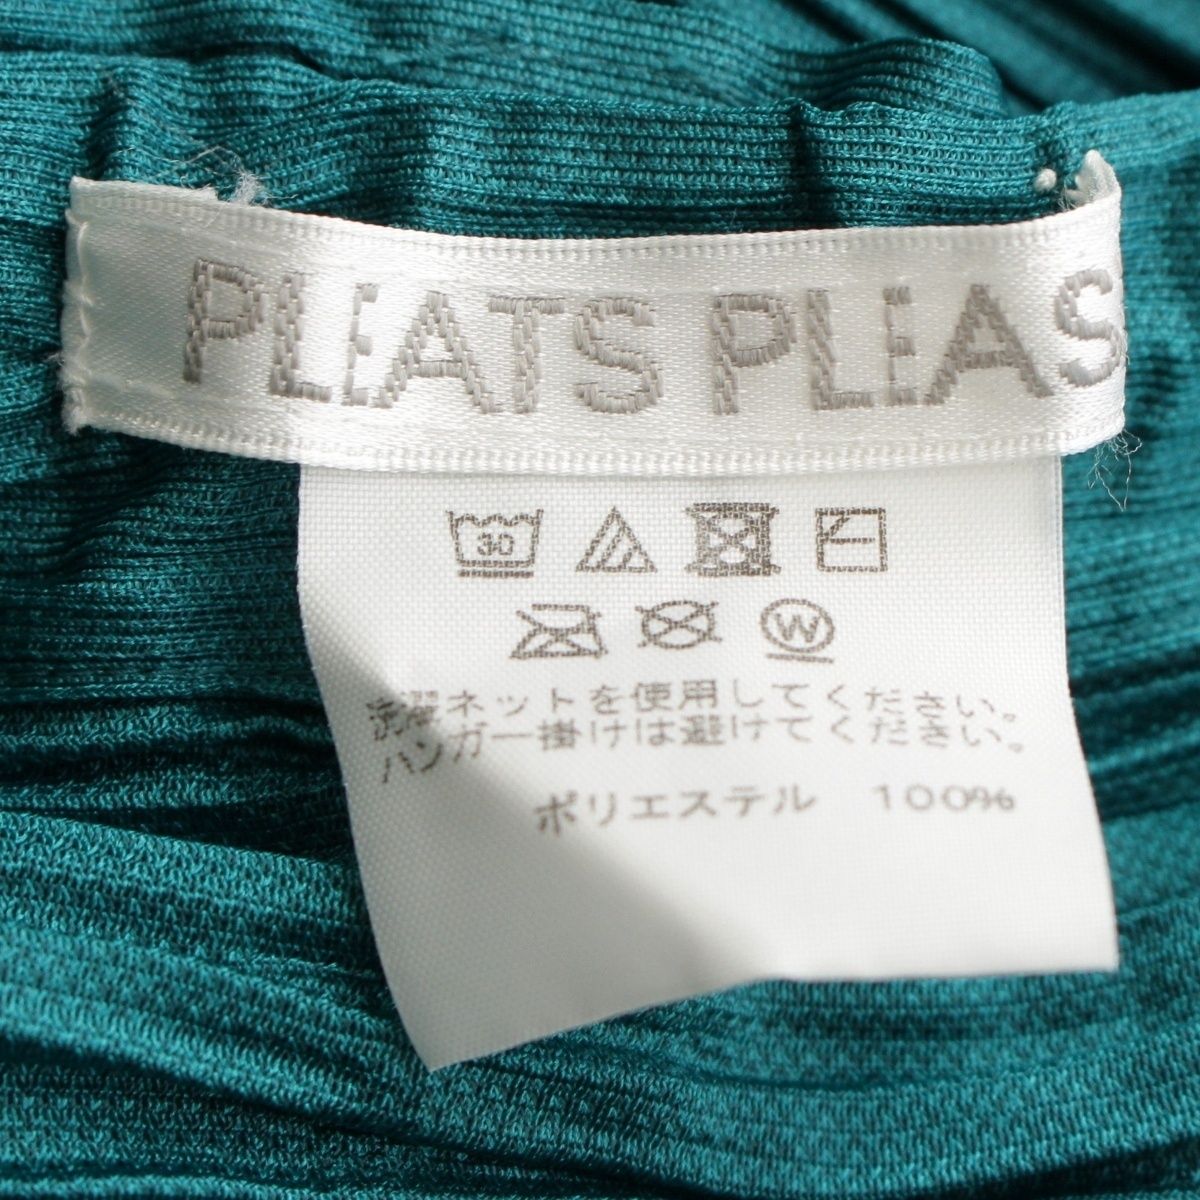 PLEATS PLEAS
30
W
洗濯ネットを使用してください。
ハンガー掛けは避けてください。
ポリエステル 100%